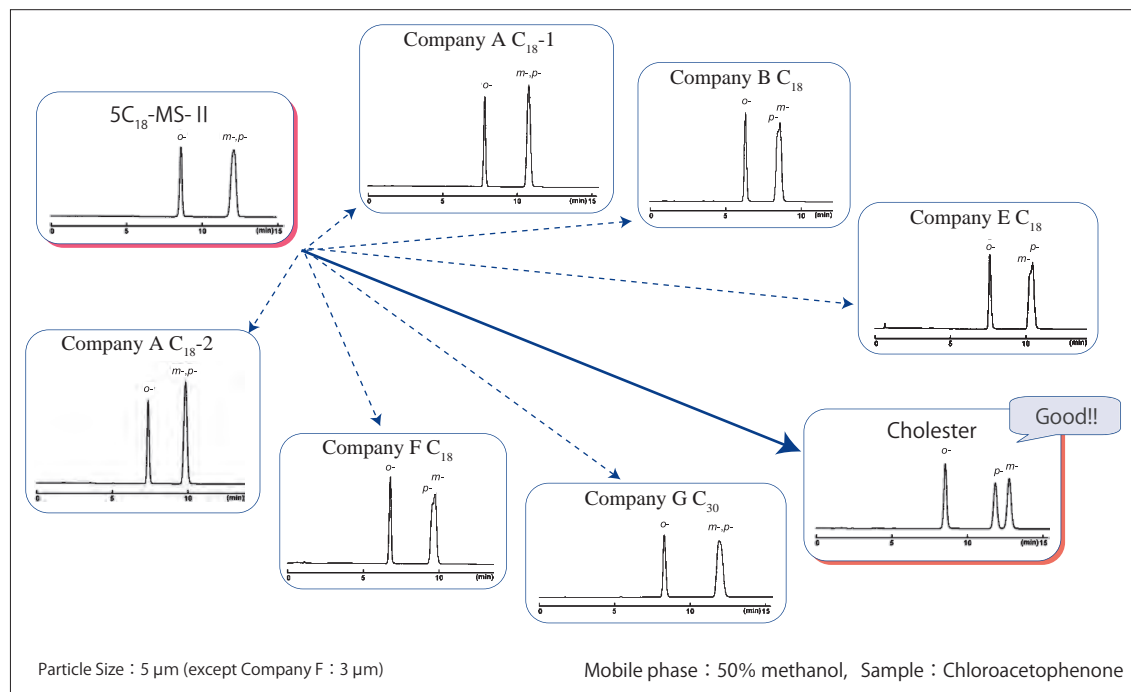 Company A C18-1
o-
m-,p-
0 5 10 (min) 15
Company B C18
o-
m-
p-
0 5 10 (min)
5C18-MS-II
o-
m-,p-
0 5 10 (min) 15
Company E C18
o-
p-
m-
0 5 10 (min)
Company A C18-2
o-
m-,p-
0 5 10 (min)
Good!!
Cholester
o-
p-
m-
0 5 10 (min) 15
Company F C18
o-
m-
p-
0 5 10 (min)
Company G C30
o-
m-,p-
0 5 10 (min) 15
Particle Size：5 µm (except Company F：3 µm)
Mobile phase：50% methanol, Sample：Chloroacetophenone